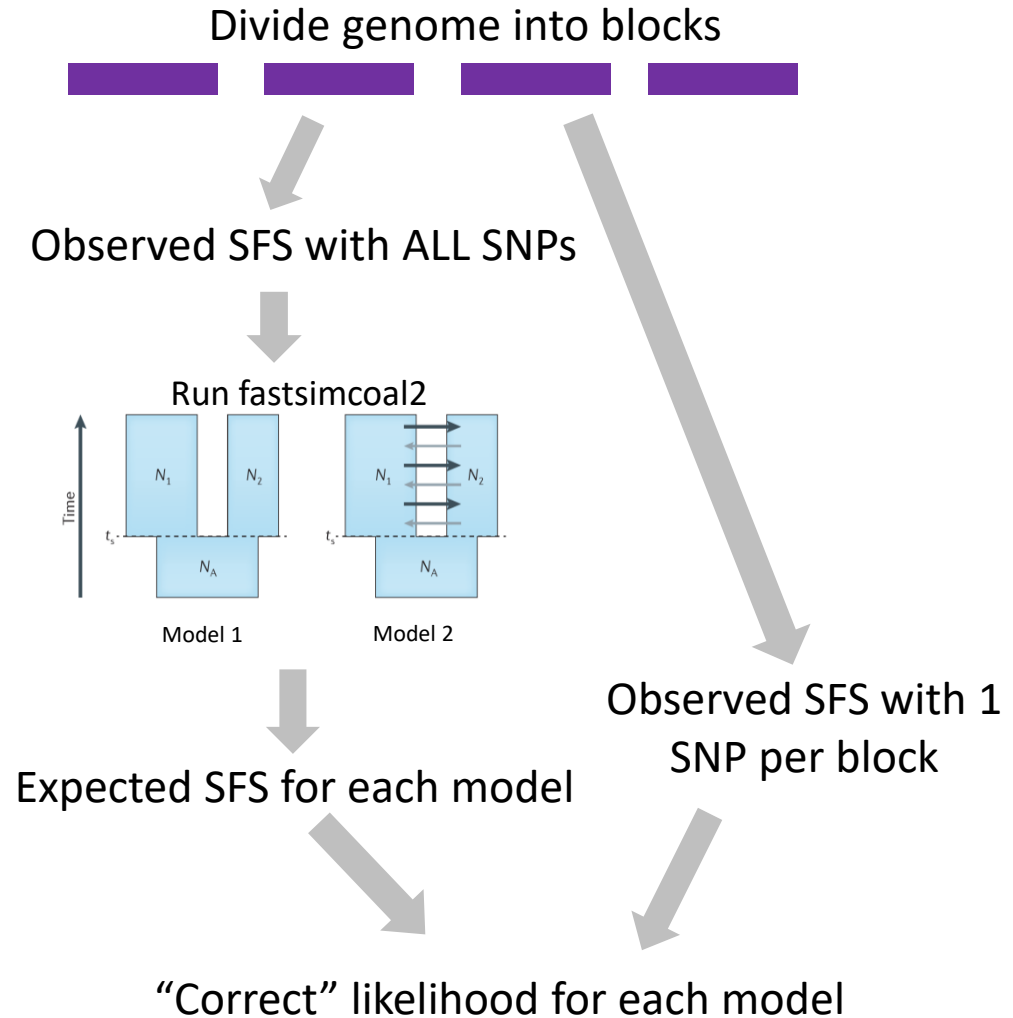 Divide genome into blocks
Observed SFS with ALL SNPs
Run fastsimcoal2
Time
N1
N2
ts
NA
Model 1
N1
N2
ts
NA
Model 2
Observed SFS with 1
SNP per block
Expected SFS for each model
“Correct” likelihood for each model